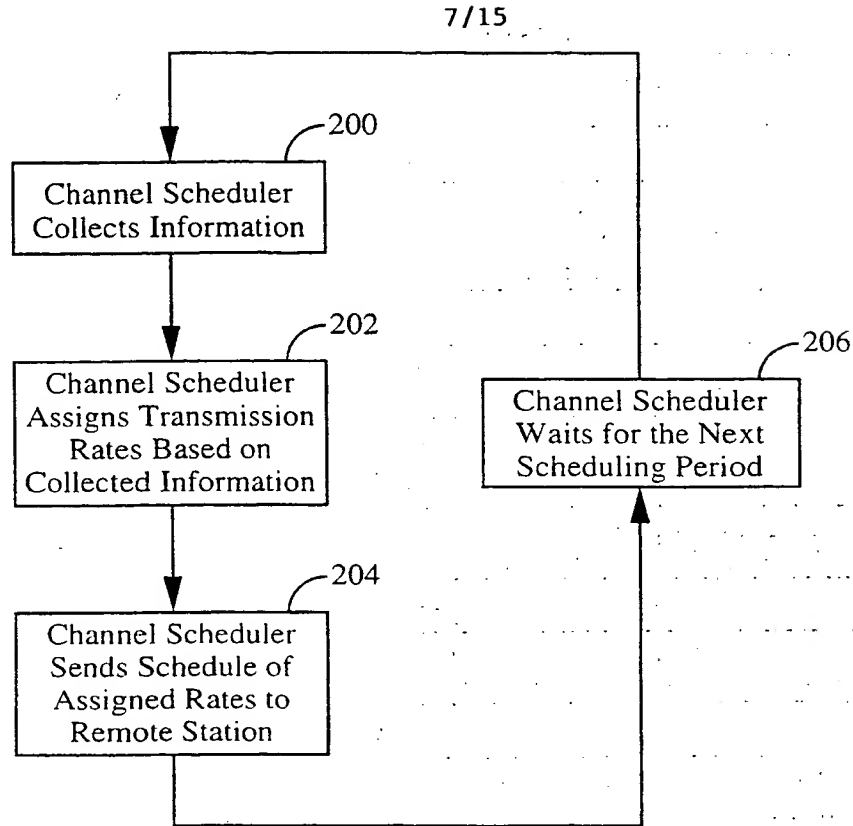 7/15
200
Channel Scheduler
Collects Information
202
Channel Scheduler
Assigns Transmission
Rates Based on
Collected Information
204
Channel Scheduler
Sends Schedule of
Assigned Rates to
Remote Station
206
Channel Scheduler
Waits for the Next
Scheduling Period